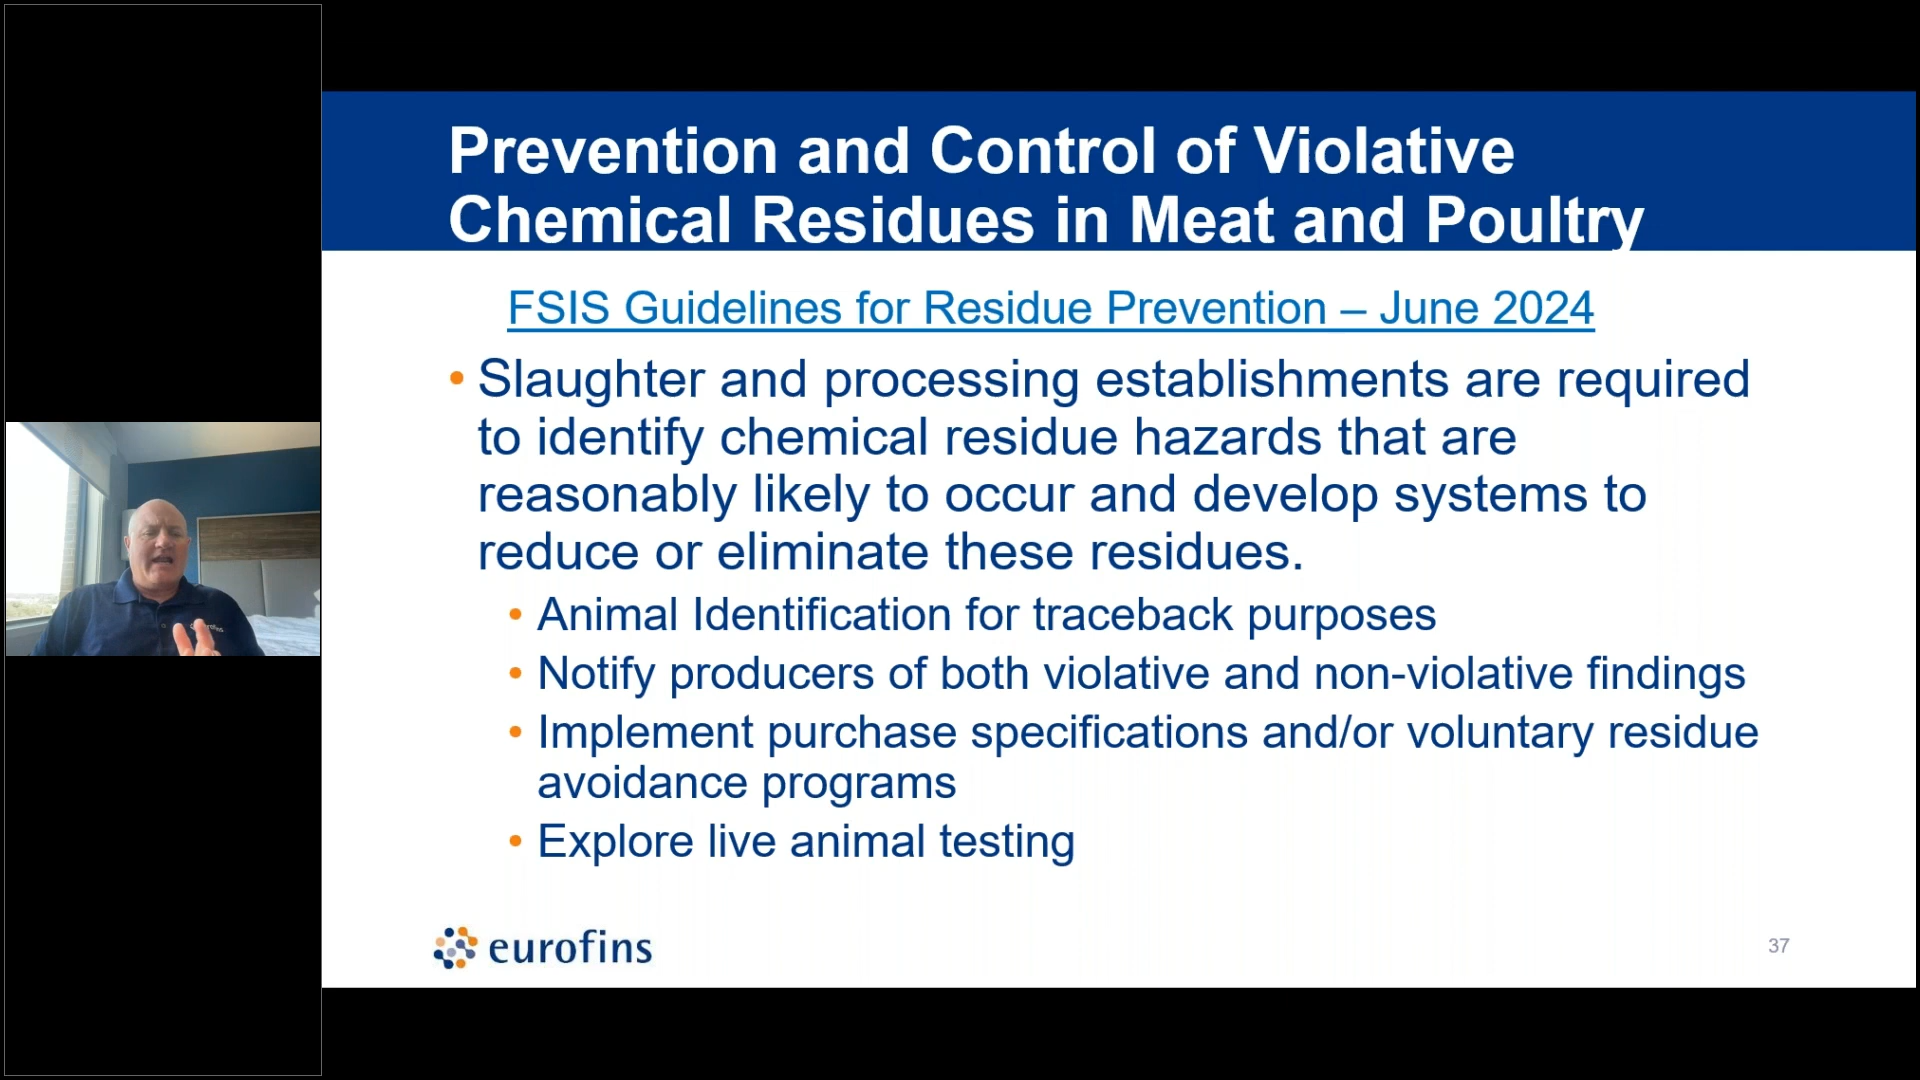 Prevention and Control of Violative
Chemical Residues in Meat and Poultry
FSIS Guidelines for Residue Prevention – June 2024
• Slaughter and processing establishments are required
to identify chemical residue hazards that are
reasonably likely to occur and develop systems to
reduce or eliminate these residues.
• Animal Identification for traceback purposes
• Notify producers of both violative and non-violative findings
• Implement purchase specifications and/or voluntary residue
avoidance programs
• Explore live animal testing
eurofins
37